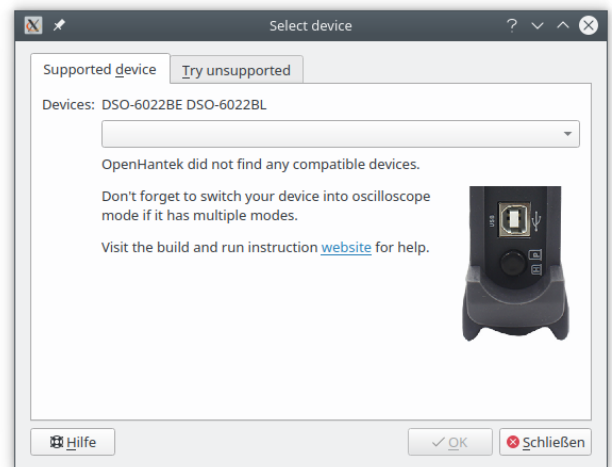 Select device
Supported device
Try unsupported
Devices: DSO-6022BE DSO-6022BL
OpenHantek did not find any compatible devices.
Don't forget to switch your device into oscilloscope
mode if it has multiple modes.
Visit the build and run instruction website for help.
USB
Hilfe
OK
Schließen